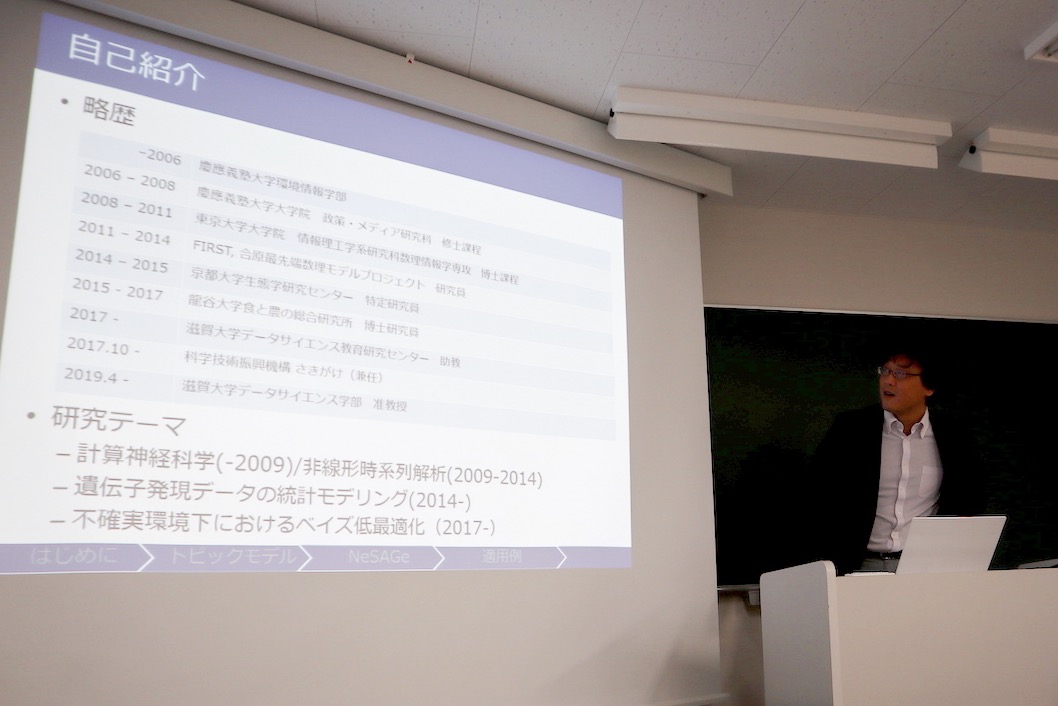 自己紹介
• 略歴
–2006 慶應義塾大学環境情報学部
2006 – 2008 慶應義塾大学大学院 政策・メディア研究科 修士課程
2008 – 2011 東京大学大学院 情報理工学系研究科数理情報学専攻 博士課程
2011 – 2014 FIRST, 合原最先端数理モデルプロジェクト 研究員
2014 – 2015 京都大学生態学研究センター 特定研究員
2015 - 2017 龍谷大学食と農の総合研究所 博士研究員
2017 - 滋賀大学データサイエンス教育研究センター 助教
2017.10 - 科学技術振興機構 さきがけ（兼任）
2019.4 - 滋賀大学データサイエンス学部 准教授
• 研究テーマ
– 計算神経科学(-2009)/非線形時系列解析(2009-2014)
– 遺伝子発現データの統計モデリング(2014-)
– 不確実環境下におけるベイズ低最適化（2017-)
はじめに トピックモデル NeSAGe 適用例